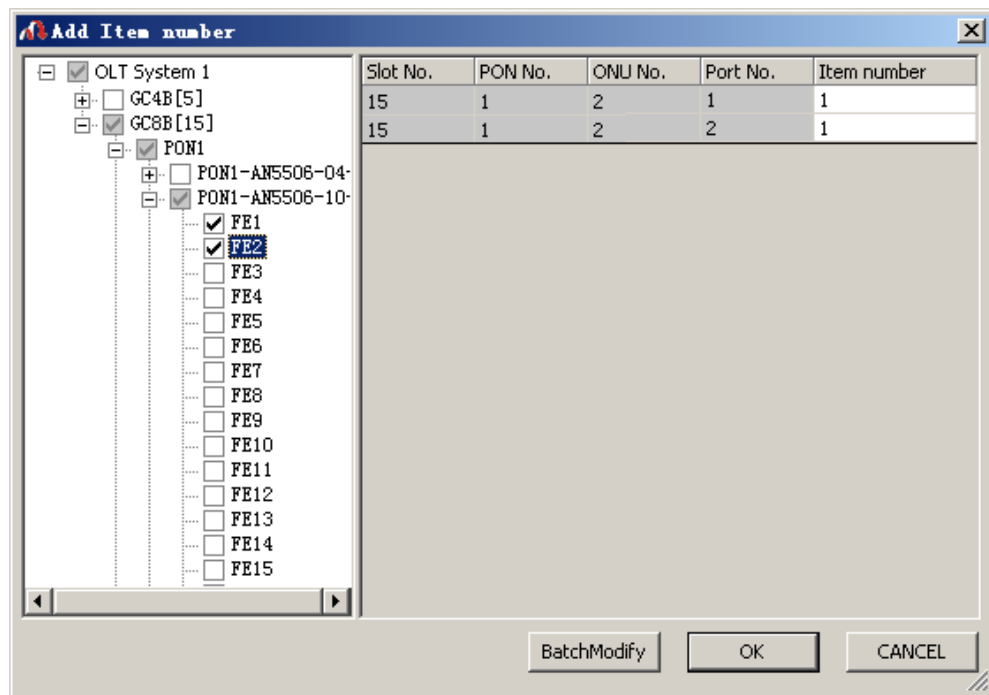 Add Item number
OLT System 1
GC4B[5]
GC8B[15]
PON1
PON1-AN5506-04-
PON1-AN5506-10-
FE1
FE2
FE3
FE4
FE5
FE6
FE7
FE8
FE9
FE10
FE11
FE12
FE13
FE14
FE15
Slot No. PON No. ONU No. Port No. Item number
15 1 2 1 1
15 1 2 2 1
BatchModify OK CANCEL